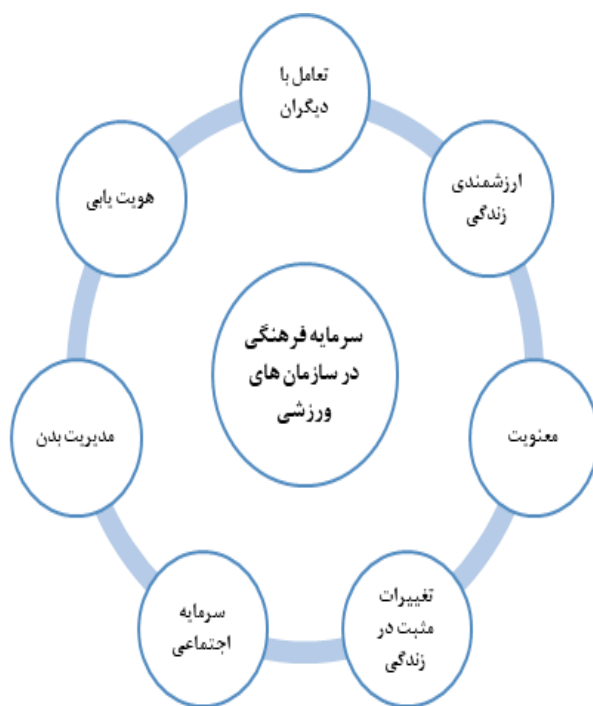 تعامل با
دیگران
ارزشمندی
زندگی
معنویت
تغییرات
مثبت در
زندگی
سرمایه
اجتماعی
مدیریت بدن
هویت یابی
سرمایه فرهنگی
در سازمان های
ورزشی